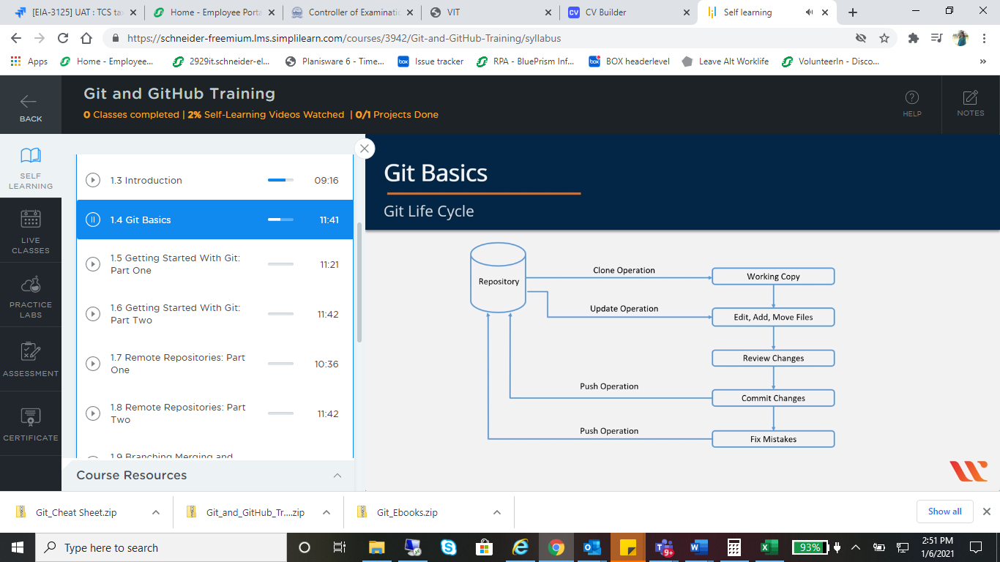 [EIA-3125] UAT : TCS ta
Home - Employee Porta
Controller of Examinatio
VIT
CV Builder
Self learning
https://schneider-freemium.lms.simplilearn.com/courses/3942/Git-and-GitHub-Training/syllabus
Apps
Home - Employee...
2929it.schneider-el...
Planisware 6 - Time...
box
Issue tracker
RPA - BluePrism Inf...
box
BOX headerlevel
Leave Alt Worklife
VolunteerIn - Disco...
»
BACK
Git and GitHub Training
0 Classes completed | 2% Self-Learning Videos Watched | 0/1 Projects Done
HELP
NOTES
SELF
LEARNING
LIVE
CLASSES
PRACTICE
LABS
ASSESSMENT
CERTIFICATE
1.3 Introduction
09:16
1.4 Git Basics
11:41
1.5 Getting Started With Git:
Part One
11:21
1.6 Getting Started With Git:
Part Two
11:42
1.7 Remote Repositories: Part
One
10:36
1.8 Remote Repositories: Part
Two
11:42
1.9 Branching Merging and
Course Resources
Git Basics
Git Life Cycle
Repository
Clone Operation
Working Copy
Update Operation
Edit, Add, Move Files
Review Changes
Push Operation
Commit Changes
Push Operation
Fix Mistakes
Git_Cheat Sheet.zip
Git_and_GitHub_Tr....zip
Git_Ebooks.zip
Show all
Type here to search
9+
93%
2:51 PM
1/6/2021